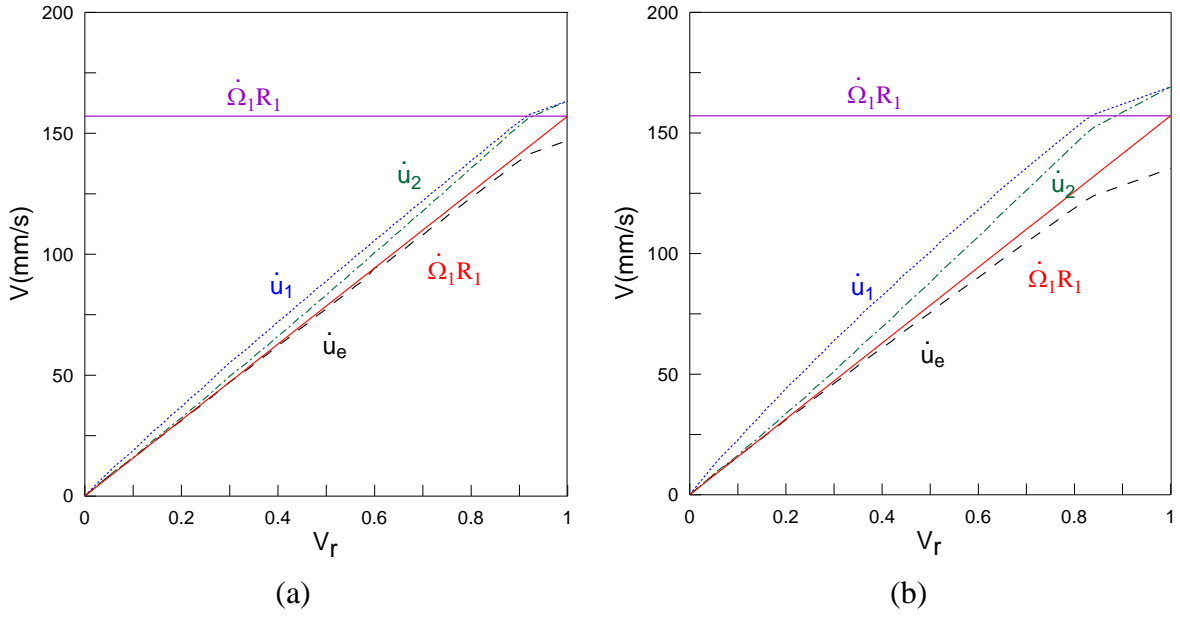 200
150
100
50
0
V(mm/s)
Ω̇₁R₁
u̇₂
Ω̇₁R₁
u̇₁
u̇ₑ
0 0.2 0.4 0.6 0.8 1
Vᵣ
(a)
200
150
100
50
0
V(mm/s)
Ω̇₁R₁
u̇₂
u̇₁
Ω̇₁R₁
u̇ₑ
0 0.2 0.4 0.6 0.8 1
Vᵣ
(b)